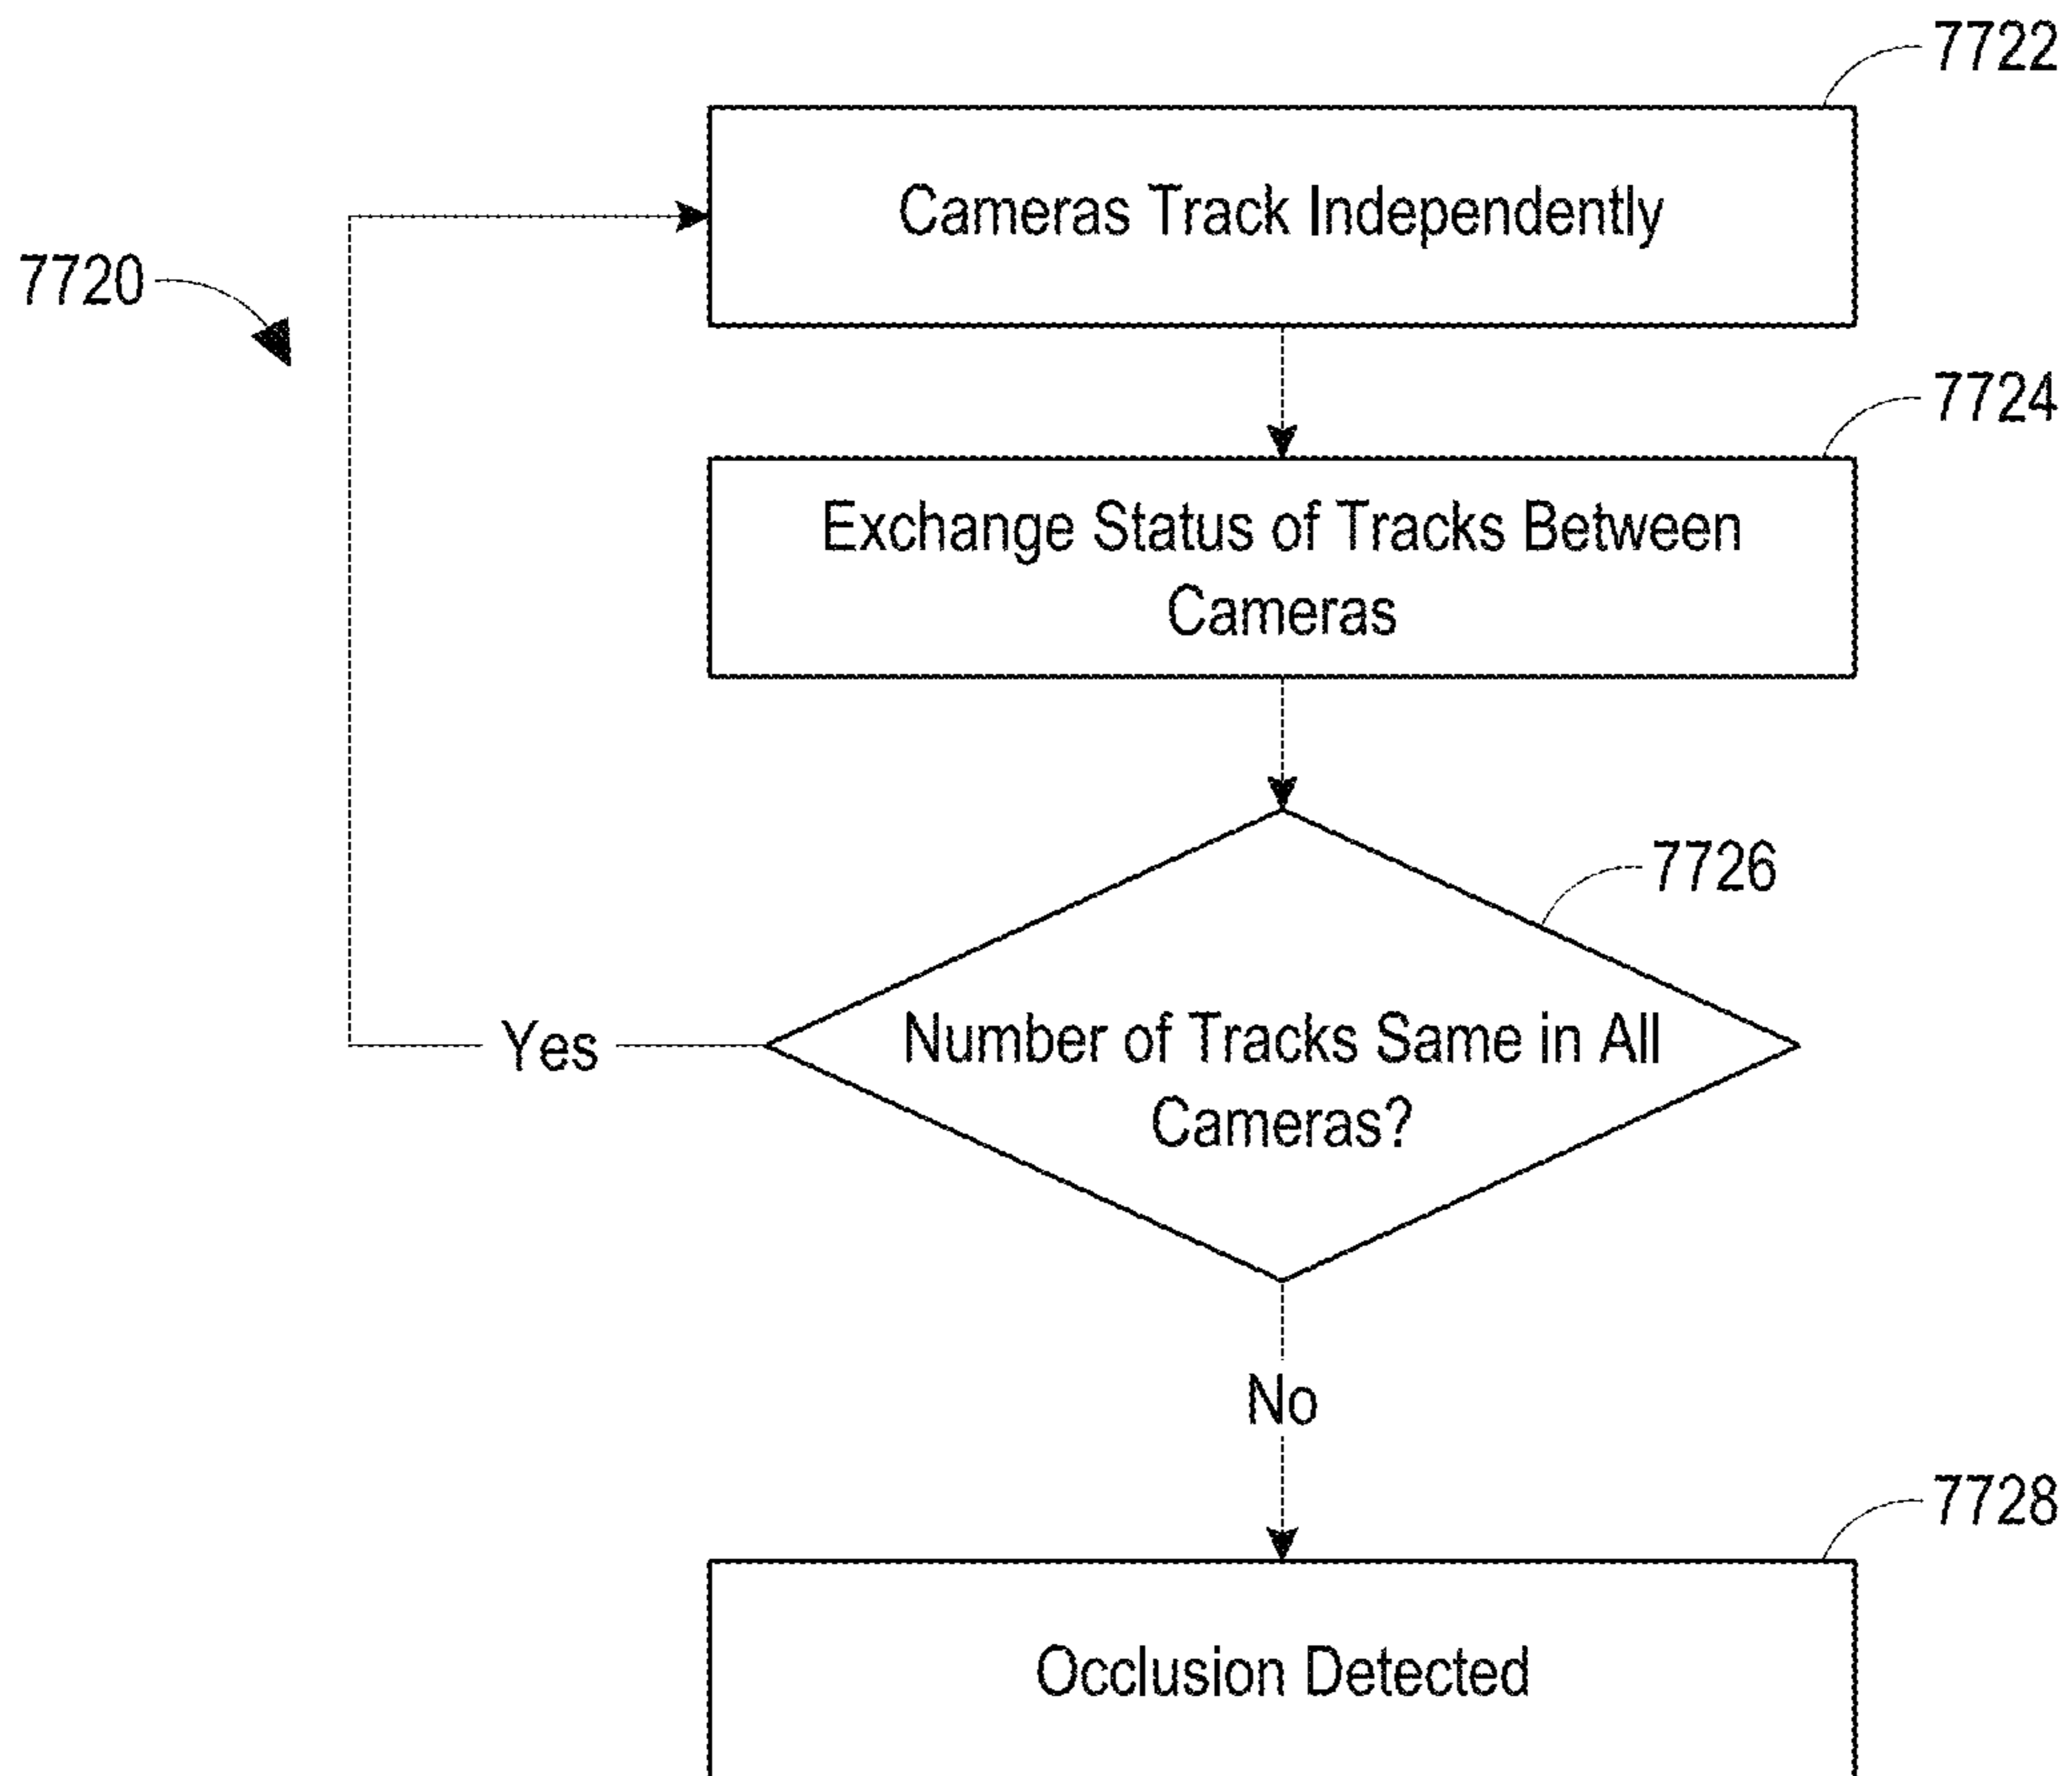 7722
Cameras Track Independently
7720
7724
Exchange Status of Tracks Between
Cameras
7726
Number of Tracks Same in All
Cameras?
Yes
No
7728
Occlusion Detected